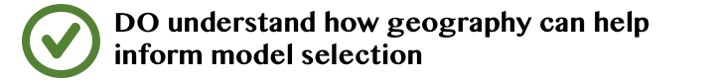 DO understand how geography can help
inform model selection